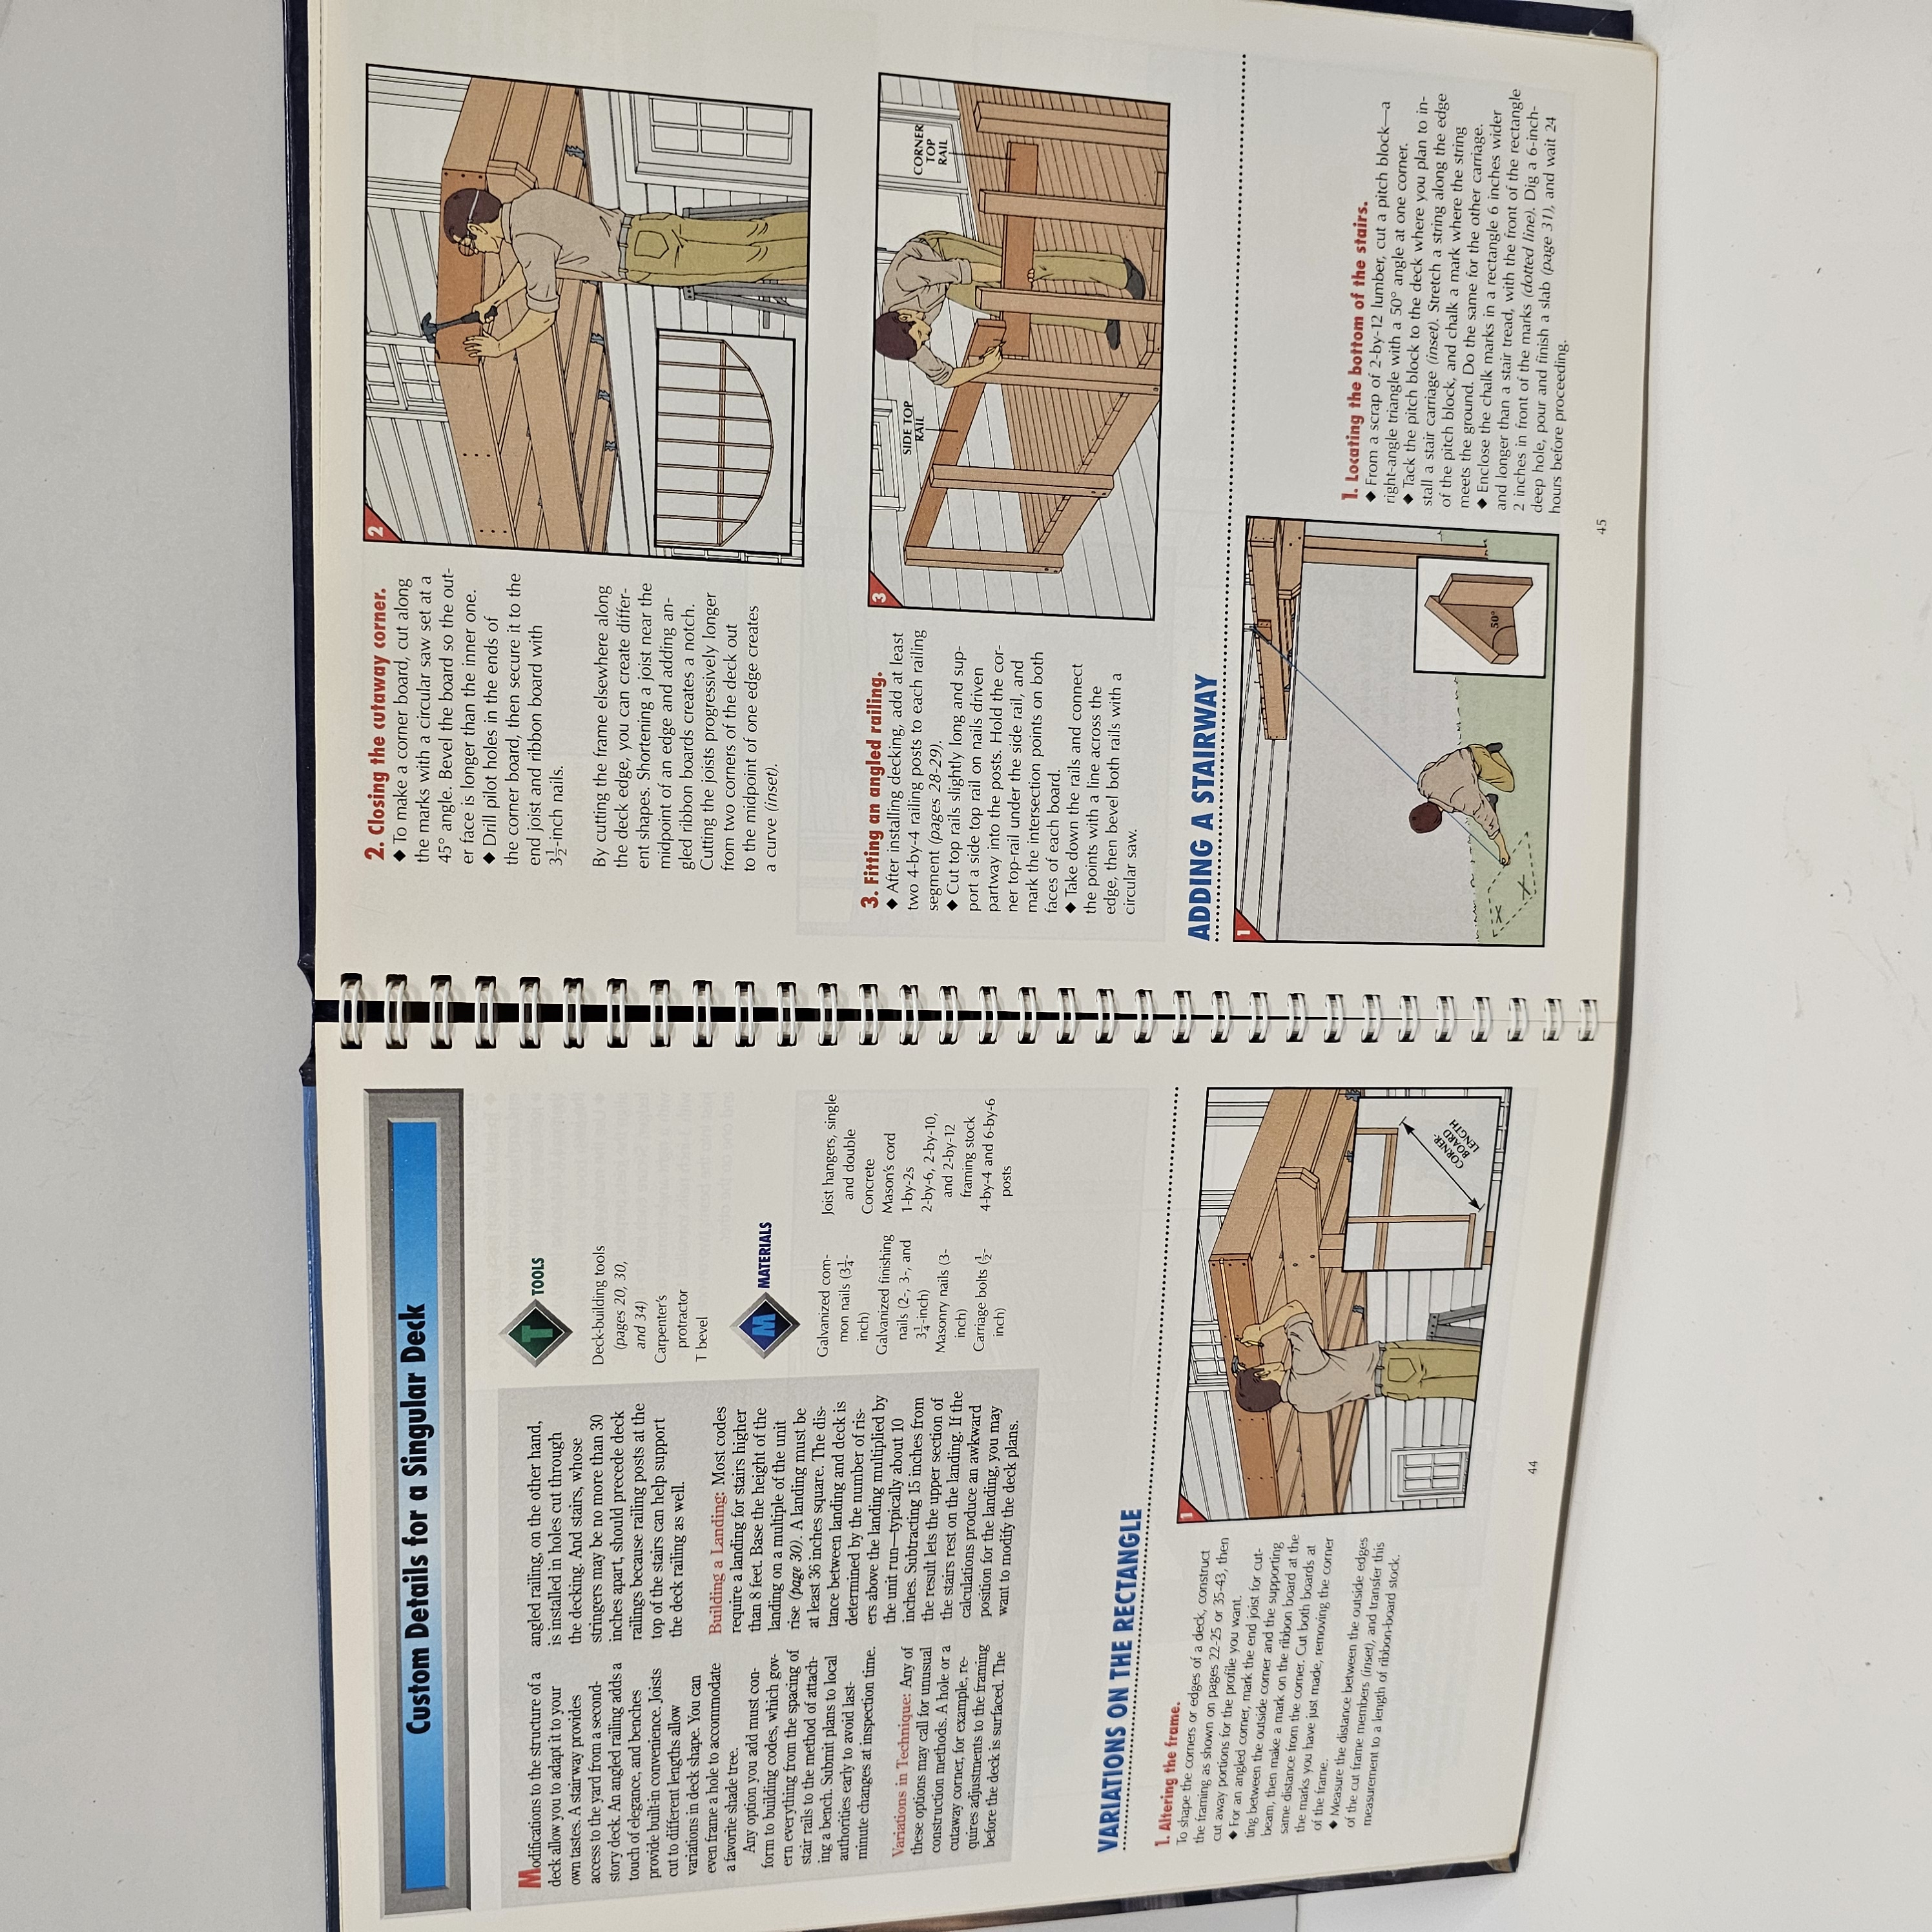 Custom Details for a Singular Deck
Modifications to the structure of a
deck allow you to adapt it to your
own tastes. A stairway provides
access to the yard from a second-
story deck. An angled railing adds a
touch of elegance, and benches
provide built-in convenience. Joists
cut to different lengths allow
variations in deck shape. You can
even frame a hole to accommodate
a favorite shade tree.
Any option you add must con-
form to building codes, which gov-
ern everything from the spacing of
stair rails to the method of attach-
ing a bench. Submit plans to local
authorities early to avoid last-
minute changes at inspection time.
Variations in Technique: Any of
these options may call for unusual
construction methods. A hole or a
cutaway corner, for example, re-
quires adjustments to the framing
before the deck is surfaced. The
angled railing, on the other hand,
is installed in holes cut through
the decking. And stairs, whose
stringers may be no more than 30
inches apart, should precede deck
railings because railing posts at the
top of the stairs can help support
the deck railing as well.
Building a Landing: Most codes
require a landing for stairs higher
than 8 feet. Base the height of the
landing on a multiple of the unit
rise (page 30). A landing must be
at least 36 inches square. The dis-
tance between landing and deck is
determined by the number of ris-
ers above the landing multiplied by
the unit run—typically about 10
inches. Subtracting 15 inches from
the result lets the upper section of
the stairs rest on the landing. If the
calculations produce an awkward
position for the landing, you may
want to modify the deck plans.
T TOOLS
Deck-building tools
(pages 20, 30,
and 34)
Carpenter's
protractor
T bevel
M MATERIALS
Galvanized com-
mon nails (3 1/4-
inch)
Galvanized finishing
nails (2-, 3-, and
3 1/4-inch)
Masonry nails (3-
inch)
Carriage bolts (1/2-
inch)
Joist hangers, single
and double
Concrete
Mason's cord
1-by-2s
2-by-6, 2-by-10,
and 2-by-12
framing stock
4-by-4 and 6-by-6
posts
VARIATIONS ON THE RECTANGLE
1. Altering the frame.
To shape the corners or edges of a deck, construct
the framing as shown on pages 22-25 or 35-43, then
cut away portions for the profile you want.
◆ For an angled corner, mark the end joist for cut-
ting between the outside corner and the supporting
beam, then make a mark on the ribbon board at the
same distance from the corner. Cut both boards at
the marks you have just made, removing the corner
of the frame.
◆ Measure the distance between the outside edges
of the cut frame members (inset), and transfer this
measurement to a length of ribbon-board stock.
1
CORNER-
BOARD
LENGTH
44
2. Closing the cutaway corner.
◆ To make a corner board, cut along
the marks with a circular saw set at a
45° angle. Bevel the board so the out-
er face is longer than the inner one.
◆ Drill pilot holes in the ends of
the corner board, then secure it to the
end joist and ribbon board with
3 1/2-inch nails.
By cutting the frame elsewhere along
the deck edge, you can create differ-
ent shapes. Shortening a joist near the
midpoint of an edge and adding an-
gled ribbon boards creates a notch.
Cutting the joists progressively longer
from two corners of the deck out
to the midpoint of one edge creates
a curve (inset).
2
3. Fitting an angled railing.
◆ After installing decking, add at least
two 4-by-4 railing posts to each railing
segment (pages 28-29).
◆ Cut top rails slightly long and sup-
port a side top rail on nails driven
partway into the posts. Hold the cor-
ner top-rail under the side rail, and
mark the intersection points on both
faces of each board.
◆ Take down the rails and connect
the points with a line across the
edge, then bevel both rails with a
circular saw.
3
SIDE TOP
RAIL
CORNER
TOP
RAIL
ADDING A STAIRWAY
1
50°
1. Locating the bottom of the stairs.
◆ From a scrap of 2-by-12 lumber, cut a pitch block—a
right-angle triangle with a 50° angle at one corner.
◆ Tack the pitch block to the deck where you plan to in-
stall a stair carriage (inset). Stretch a string along the edge
of the pitch block, and chalk a mark where the string
meets the ground. Do the same for the other carriage.
◆ Enclose the chalk marks in a rectangle 6 inches wider
and longer than a stair tread, with the front of the rectangle
2 inches in front of the marks (dotted line). Dig a 6-inch-
deep hole, pour and finish a slab (page 31), and wait 24
hours before proceeding.
45